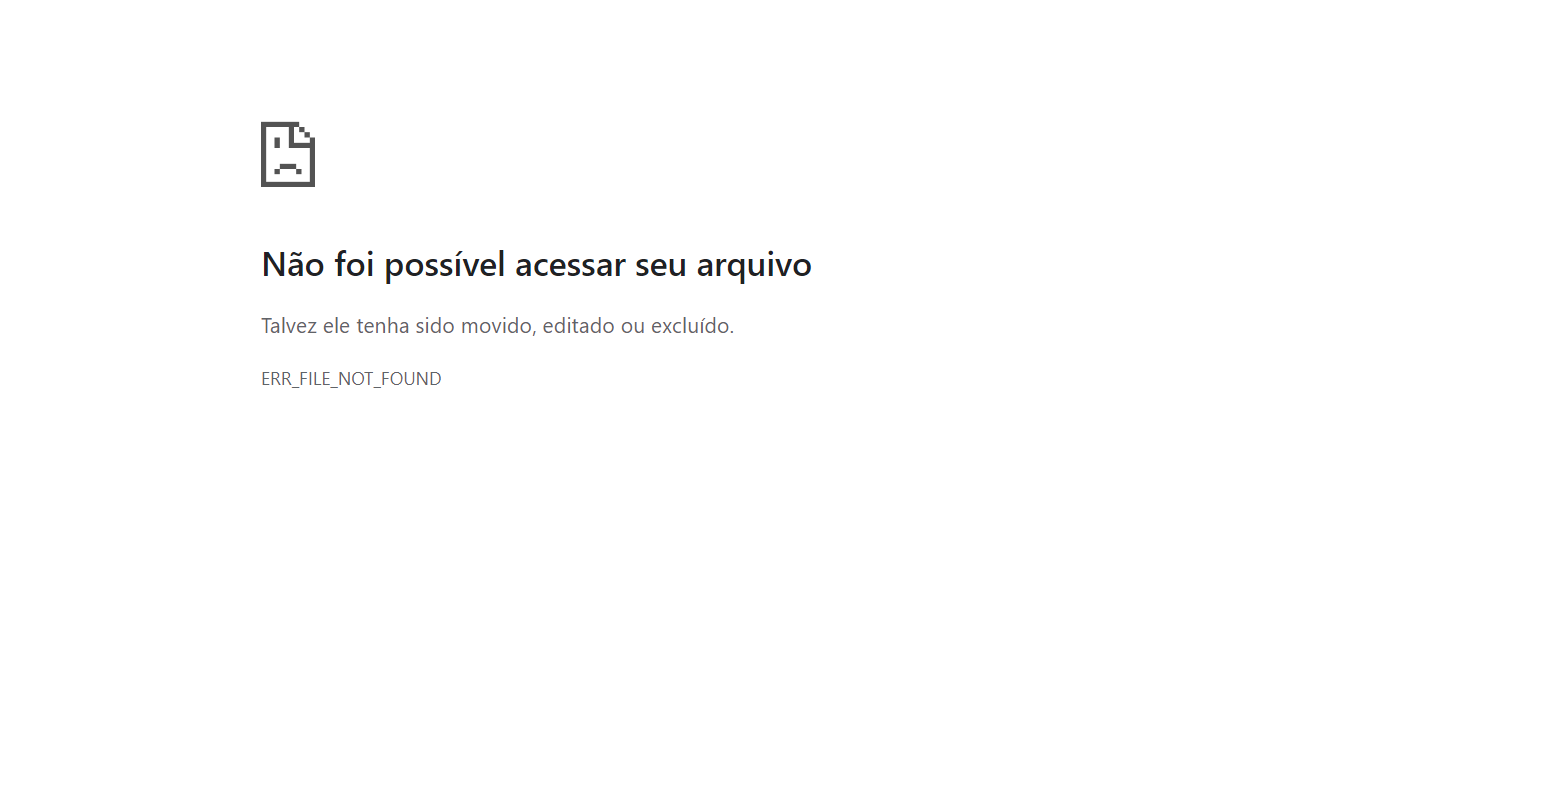 Não foi possível acessar seu arquivo
Talvez ele tenha sido movido, editado ou excluído.
ERR_FILE_NOT_FOUND